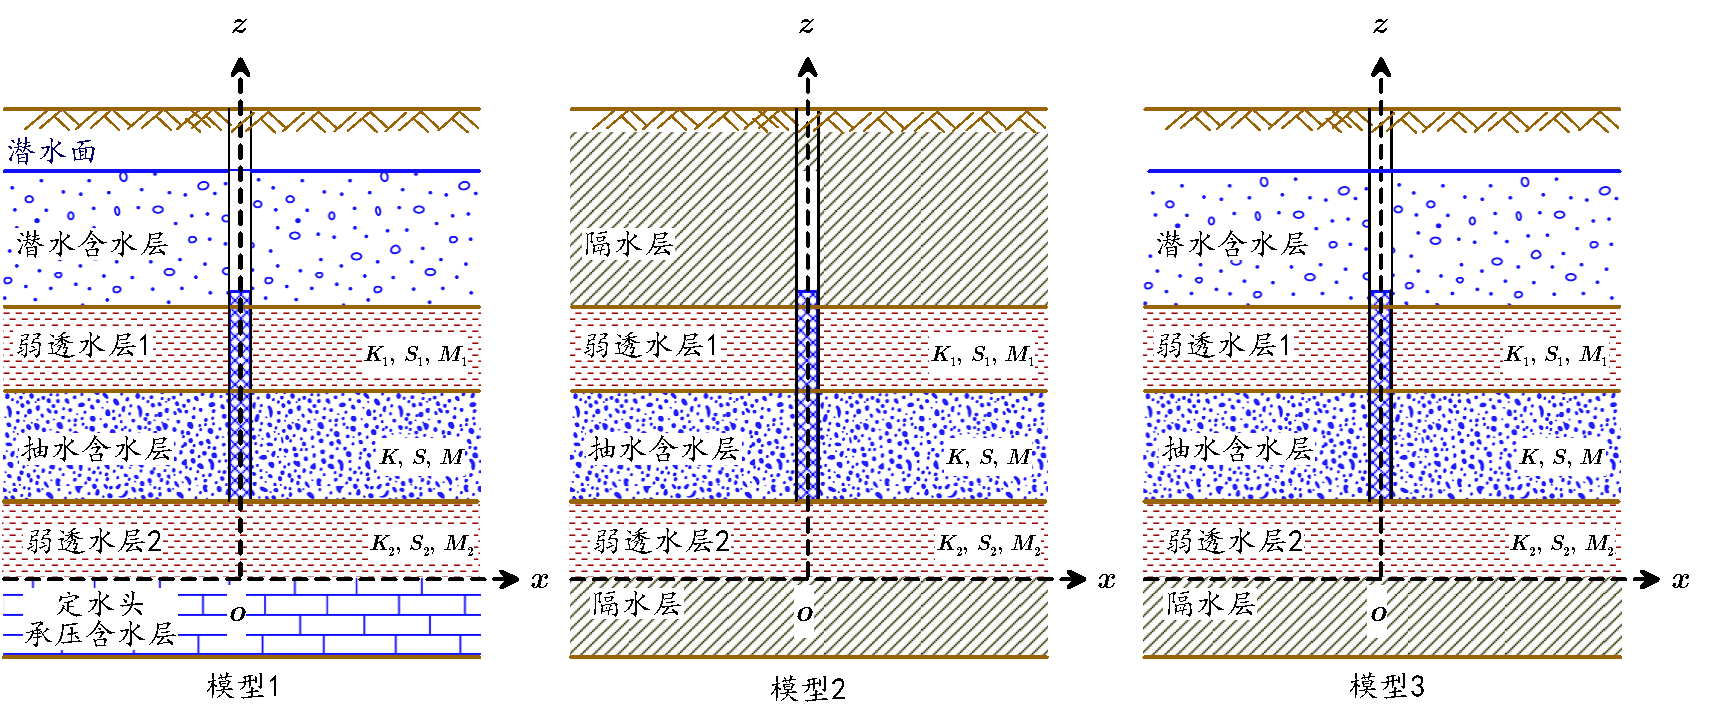 z
潜水面
潜水含水层
弱透水层1
K₁, S₁, M₁
抽水含水层
K, S, M
弱透水层2
K₂, S₂, M₂
x
o
定水头
承压含水层
模型1
z
隔水层
弱透水层1
K₁, S₁, M₁
抽水含水层
K, S, M
弱透水层2
K₂, S₂, M₂
x
o
隔水层
模型2
z
潜水含水层
弱透水层1
K₁, S₁, M₁
抽水含水层
K, S, M
弱透水层2
K₂, S₂, M₂
x
o
隔水层
模型3